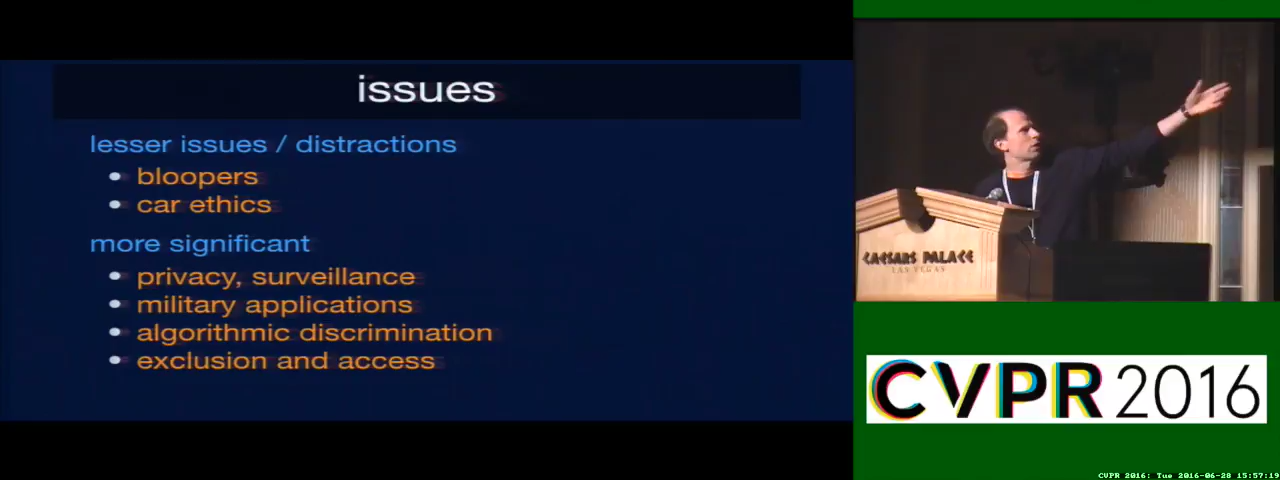 issues
lesser issues / distractions
• bloopers
• car ethics
more significant
• privacy, surveillance
• military applications
• algorithmic discrimination
• exclusion and access
CAESARS PALACE
LAS VEGAS
CVPR 2016
CVPR 2016: Tue 2016-06-28 15:57:19